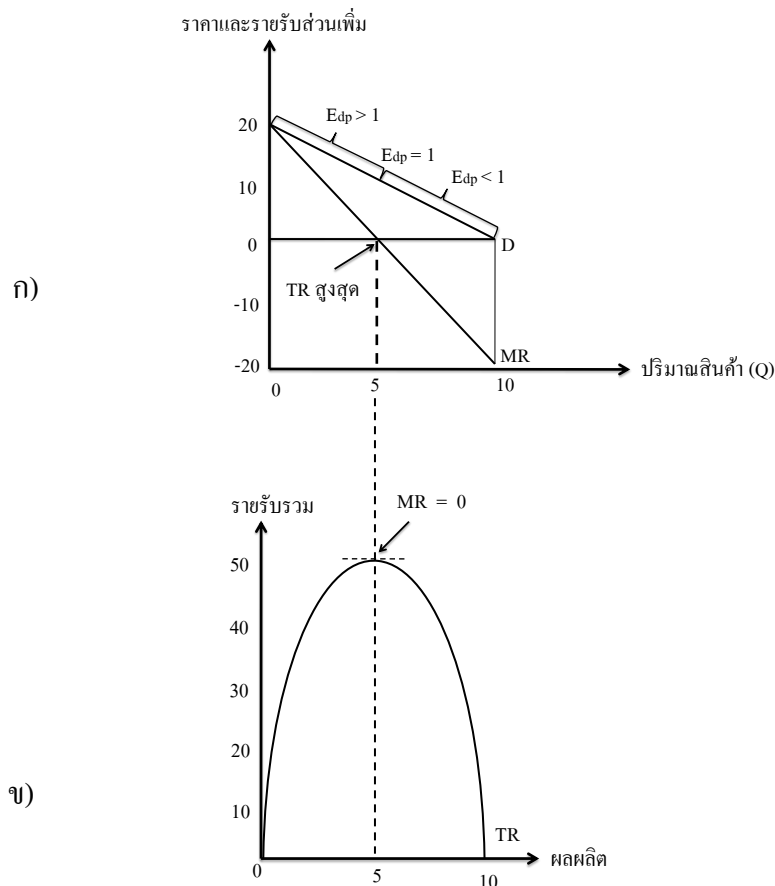 ราคาและรายรับส่วนเพิ่ม
Edp > 1
20
Edp = 1
Edp < 1
10
0
D
ก)
TR สูงสุด
-10
MR
-20
ปริมาณสินค้า (Q)
0
5
10
รายรับรวม
MR = 0
50
40
30
20
ข)
10
TR
0
ผลผลิต
5
10